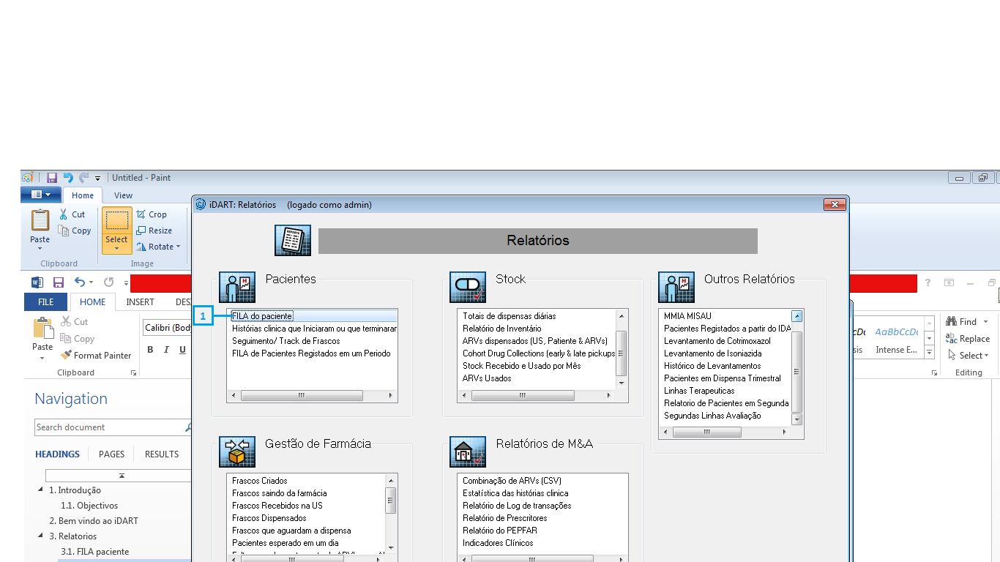 Untitled - Paint
Home View
iDART: Relatórios (logado como admin)
Paste
Cut
Copy
Select
Crop
Resize
Rotate
Clipboard
Image
REPORTS
Relatórios
FILE HOME INSERT
Paste
Cut
Copy
Format Painter
Clipboard
Calibri
B I U
Pacientes
1
FILA do paciente
Histórias clinica que Iniciaram ou que terminarar
Seguimento/ Track de Frascos
FILA de Pacientes Registados em um Periodo
Stock
Totais de dispensas diárias
Relatório de Inventário
ARVs dispensados (US, Patiente & ARVs)
Cohort Drug Collections (early & late pickups
Stock Recebido e Usado por Mês
ARVs Usados
Outros Relatórios
MMIA MISAU
Pacientes Registados a partir do IDA
Levantamento de Cotrimoxazol
Levantamento de Isoniazida
Histórico de Levantamentos
Pacientes em Dispensa Trimestral
Linhas Terapeuticas
Relatorio de Pacientes em Segunda
Segundas Linhas Avaliação
AaBbCcDc
Intense E...
Find
Replace
Select
Editing
Navigation
Search document
HEADINGS PAGES RESULTS
1. Introdução
1.1. Objectivos
2. Bem vindo ao iDART
3. Relatorios
3.1. FILA paciente
Gestão de Farmácia
Frascos Criados
Frascos saindo da farmácia
Frascos Recebidos na US
Frascos Dispensados
Frascos que aguardam a dispensa
Pacientes esperado em um dia
Relatórios de M&A
Combinação de ARVs (CSV)
Estatística das histórias clinica
Relatório de Log de transações
Relatório de Prescritores
Relatório do PEPFAR
Indicadores Clínicos